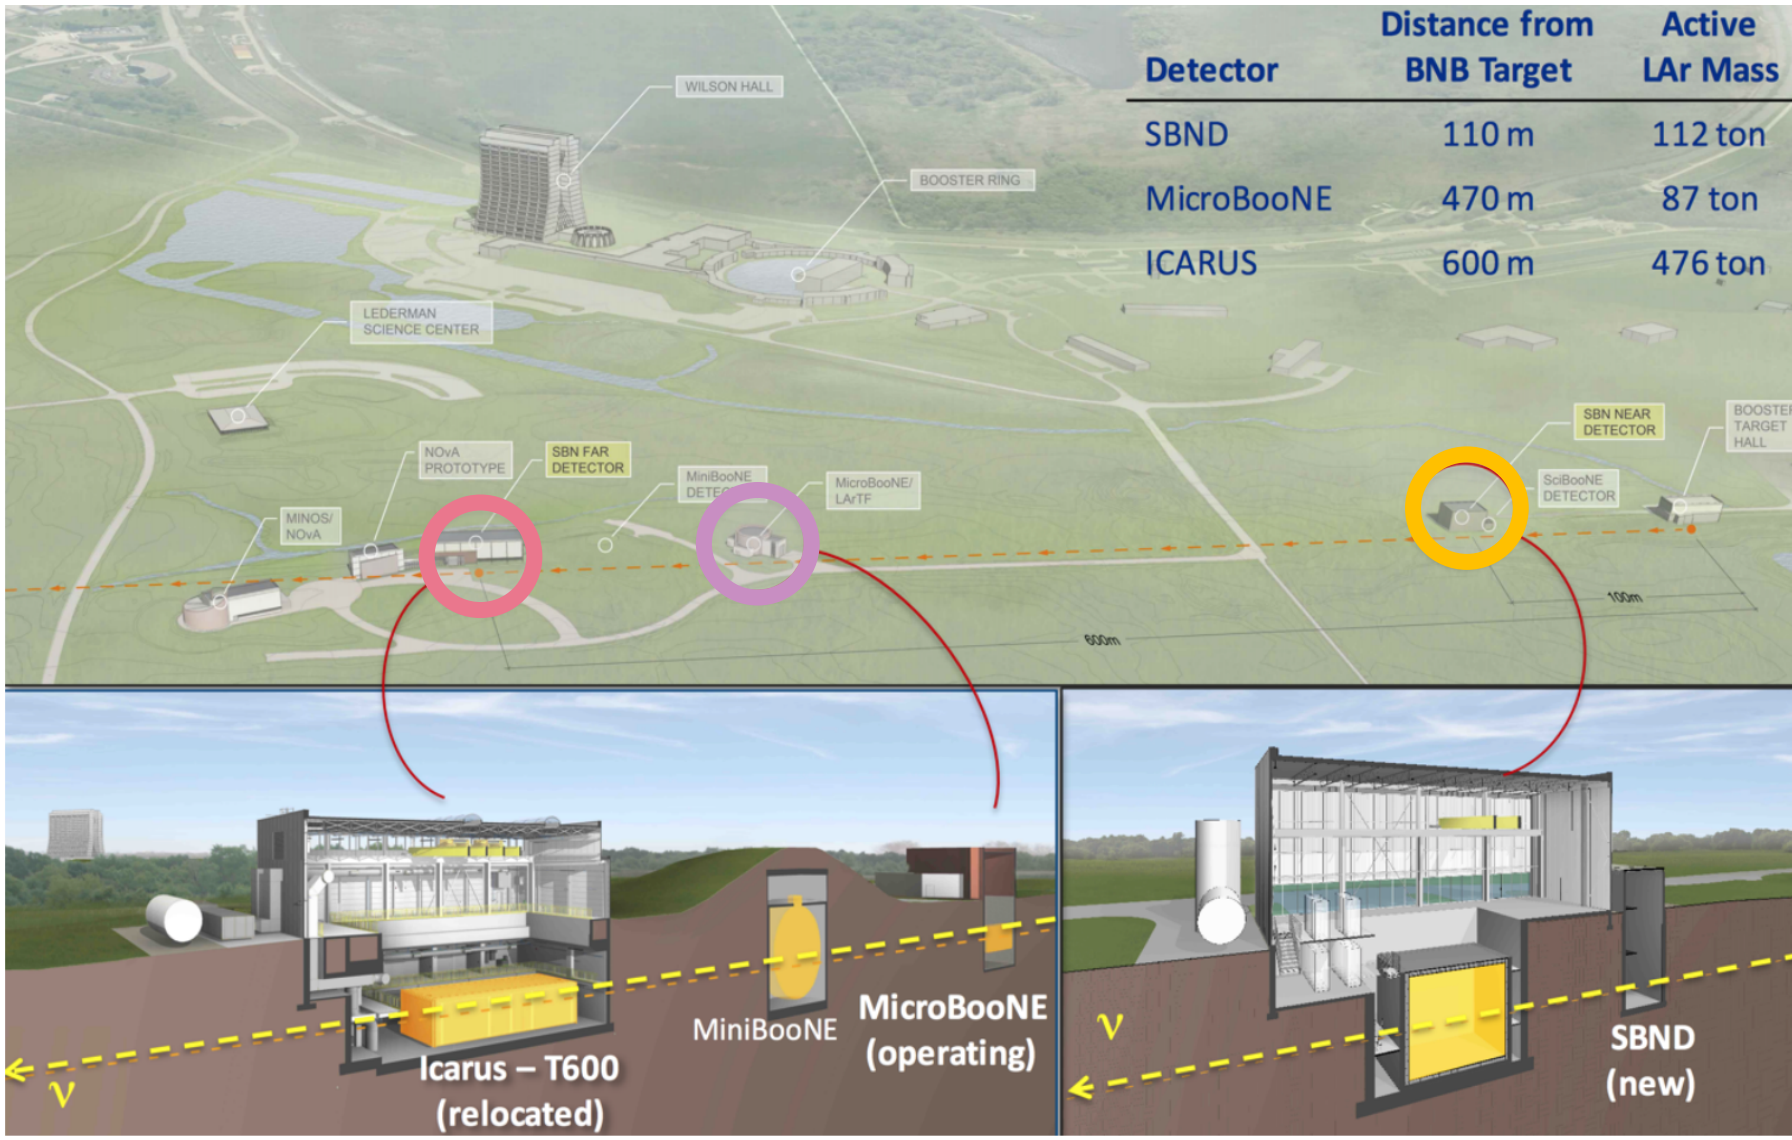 Distance from Active
Detector BNB Target LAr Mass
SBND 110 m 112 ton
MicroBooNE 470 m 87 ton
ICARUS 600 m 476 ton
WILSON HALL
BOOSTER RING
LEDERMAN
SCIENCE CENTER
NOvA
PROTOTYPE
SBN FAR
DETECTOR
MINOS/
NOvA
MiniBooNE
MicroBooNE/
LArTF
SBN NEAR
DETECTOR
SciBooNE
DETECTOR
BOOSTER
TARGET
HALL
100m
600m
ν
Icarus – T600
(relocated)
MiniBooNE
MicroBooNE
(operating)
ν
SBND
(new)